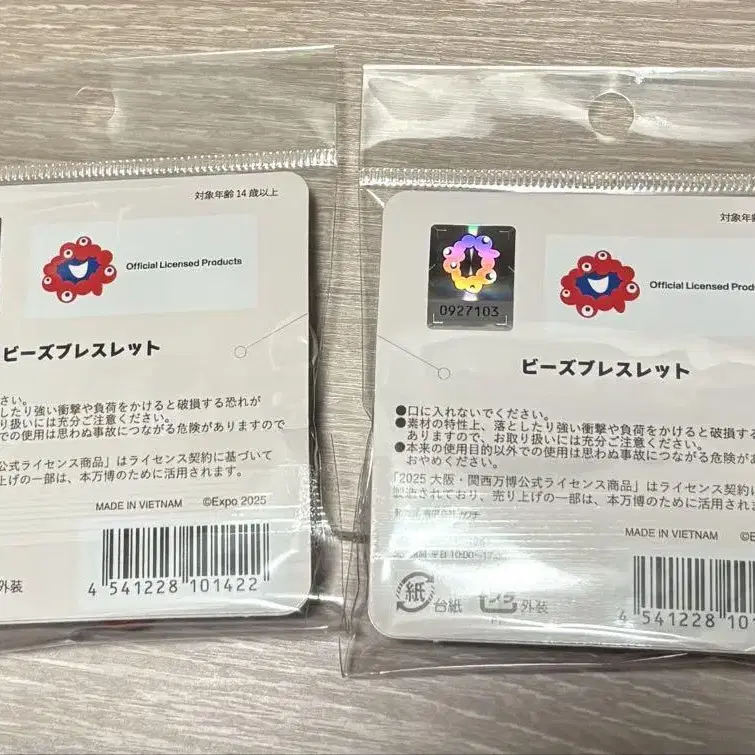 対象年齢 14 歳以上
Official Licensed Products
ビーズブレスレット
さい。
としたり強い衝撃や負荷をかけると破損する恐れが
り扱いには充分ご注意ください。
での使用は思わぬ事故につながる危険がありますので
公式ライセンス商品」はライセンス契約に基づいて
り上げの一部は、本万博のために活用されます。
MADE IN VIETNAM ©Expo 2025
外装
4 541228 101422
対象年齢
0927103
Official Licensed Produ
ビーズブレスレット
●口に入れないでください。
●素材の特性上、落としたり強い衝撃や負荷をかけると破損する
ありますので、お取り扱いには充分ご注意ください。
●本来の使用目的以外での使用は思わぬ事故につながる危険があ
おやめください。
「2025 大阪・関西万博公式ライセンス商品」はライセンス契約に
製造されており、売り上げの一部は、本万博のために活用されま
平日 10:00〜17:
MADE IN VIETNAM ©E
紙 台紙
外装
4 541228 101